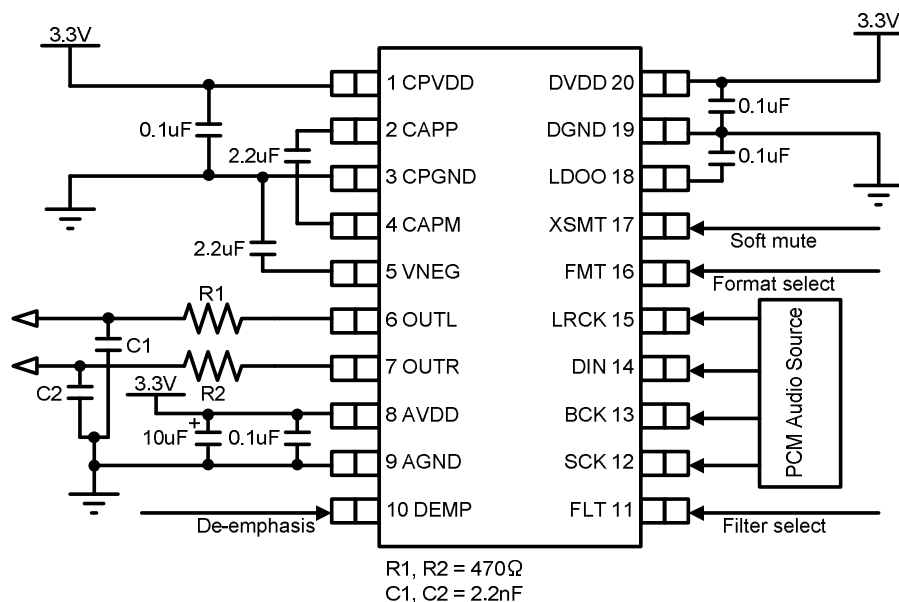 3.3V
3.3V
1 CPVDD
DVDD 20
0.1uF
0.1uF
2 CAPP
DGND 19
2.2uF
0.1uF
3 CPGND
LDOO 18
4 CAPM
XSMT 17
Soft mute
2.2uF
5 VNEG
FMT 16
Format select
R1
6 OUTL
LRCK 15
C1
7 OUTR
DIN 14
R2
C2
3.3V
8 AVDD
BCK 13
+
10uF
0.1uF
9 AGND
SCK 12
PCM Audio Source
10 DEMP
FLT 11
De-emphasis
Filter select
R1, R2 = 470Ω
C1, C2 = 2.2nF